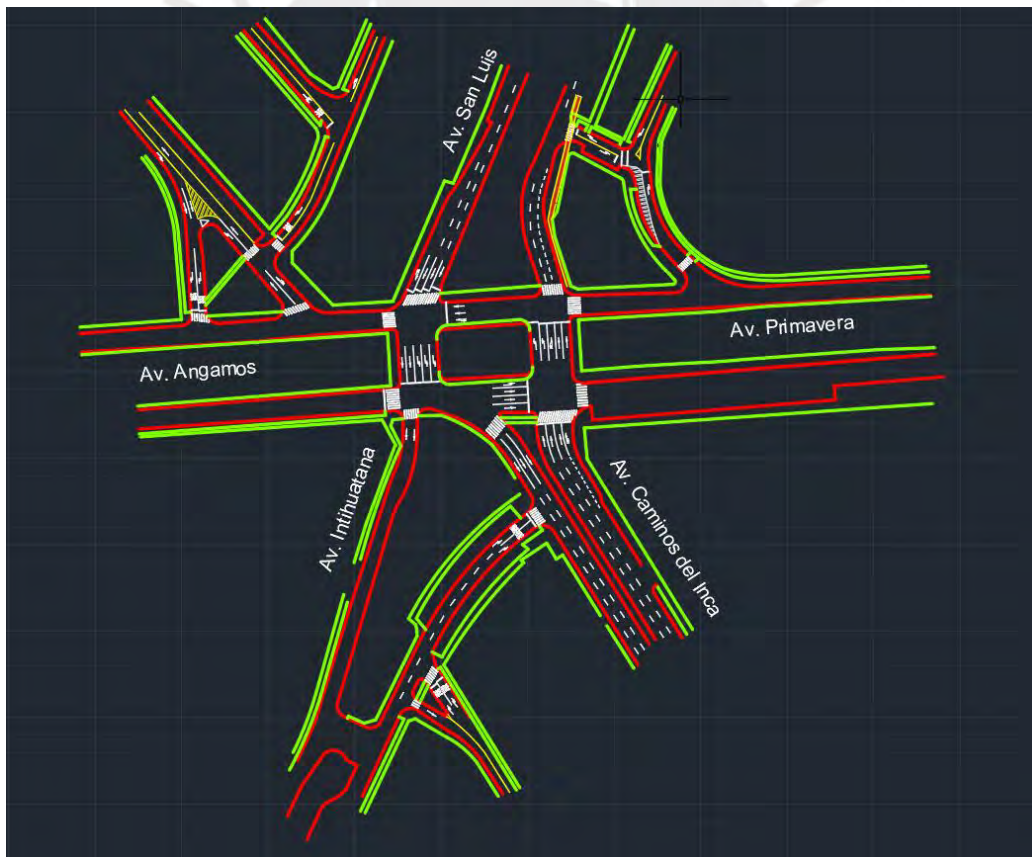 Av. San Luis
Av. Primavera
Av. Angamos
Av. Intihuatana
Av. Caminos del Inca